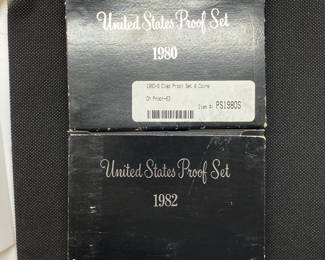 United States Proof Set
1980
1980-S Clad Proof Set 6 Coins
Ch Proof-63
Item #: PS1980S
United States Proof Set
1982